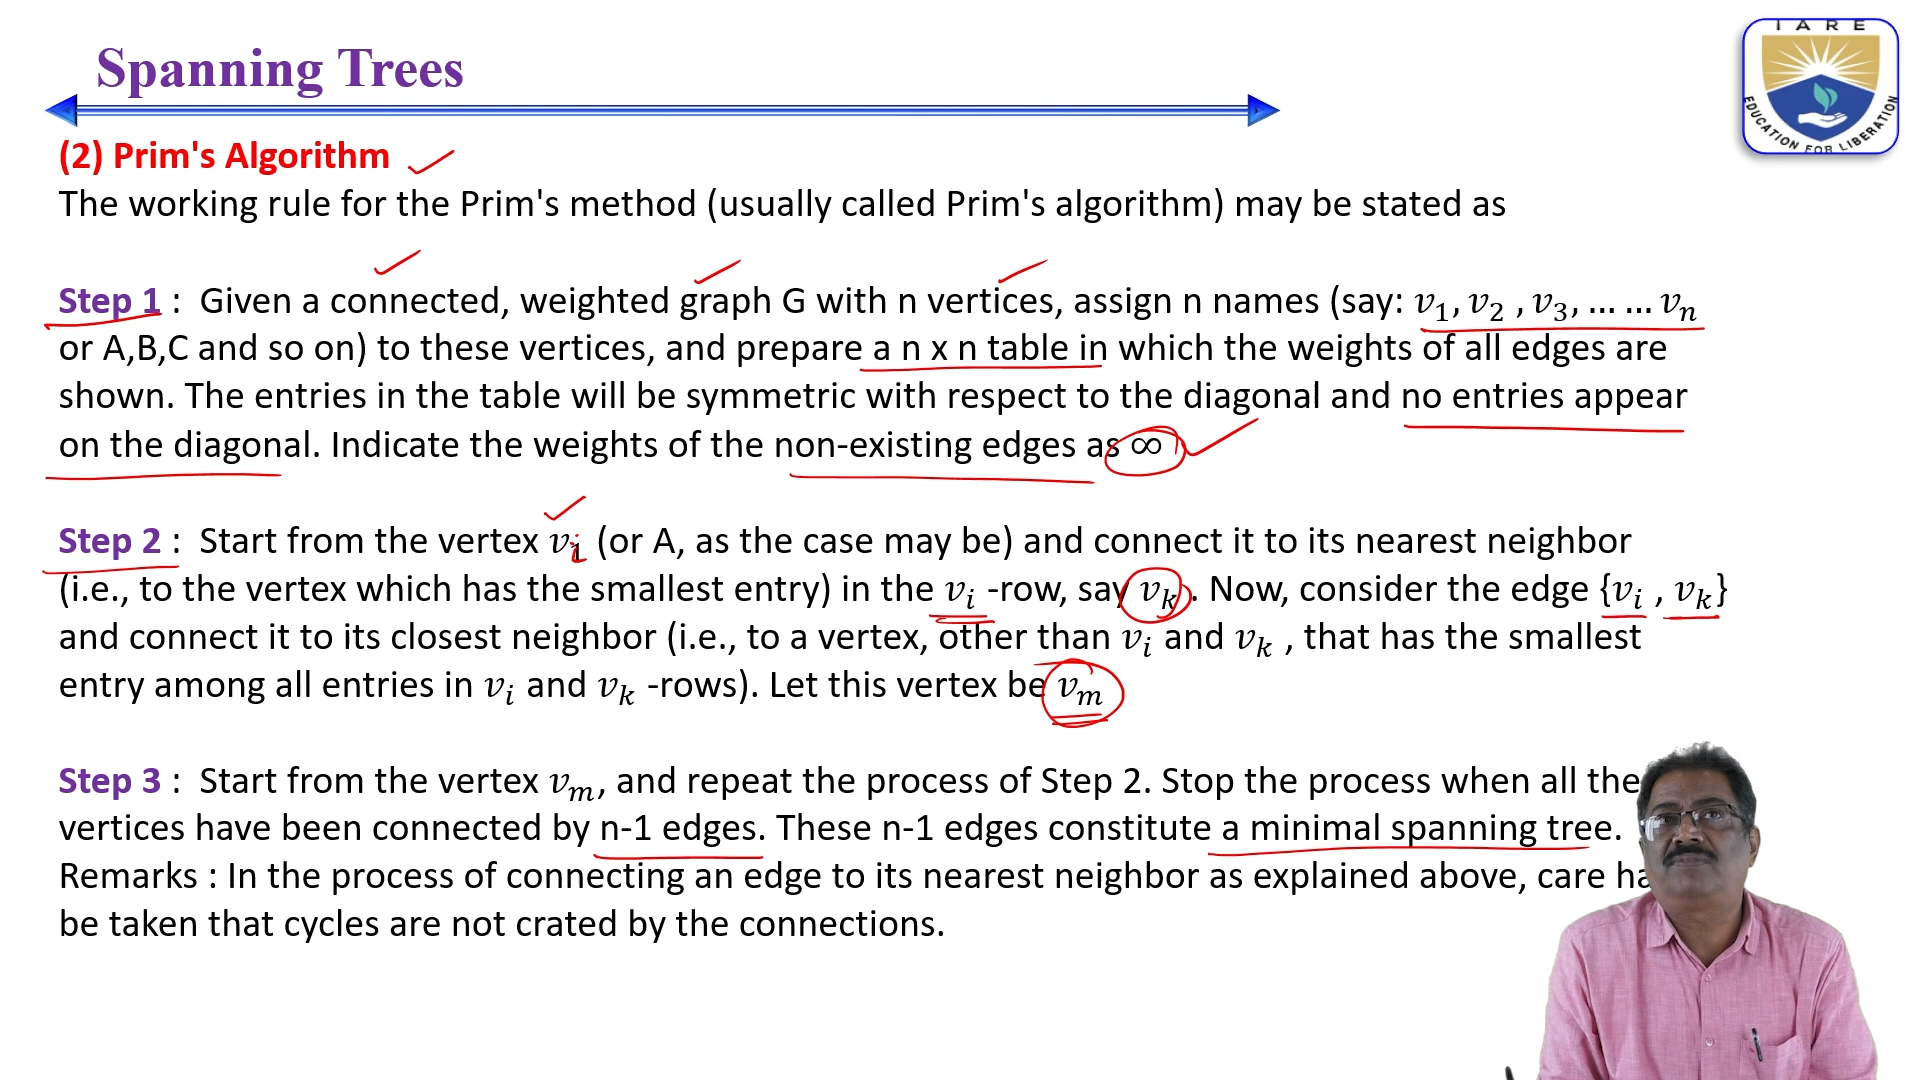 Spanning Trees
IARE
EDUCATION FOR LIBERATION
(2) Prim's Algorithm
The working rule for the Prim's method (usually called Prim's algorithm) may be stated as
Step 1 : Given a connected, weighted graph G with n vertices, assign n names (say: v₁, v₂ , v₃, ... ... vₙ
or A,B,C and so on) to these vertices, and prepare a n x n table in which the weights of all edges are
shown. The entries in the table will be symmetric with respect to the diagonal and no entries appear
on the diagonal. Indicate the weights of the non-existing edges as ∞
Step 2 : Start from the vertex vᵢ (or A, as the case may be) and connect it to its nearest neighbor
(i.e., to the vertex which has the smallest entry) in the vᵢ -row, say vₖ . Now, consider the edge {vᵢ , vₖ}
and connect it to its closest neighbor (i.e., to a vertex, other than vᵢ and vₖ , that has the smallest
entry among all entries in vᵢ and vₖ -rows). Let this vertex be vₘ
Step 3 : Start from the vertex vₘ, and repeat the process of Step 2. Stop the process when all the
vertices have been connected by n-1 edges. These n-1 edges constitute a minimal spanning tree.
Remarks : In the process of connecting an edge to its nearest neighbor as explained above, care
be taken that cycles are not crated by the connections.